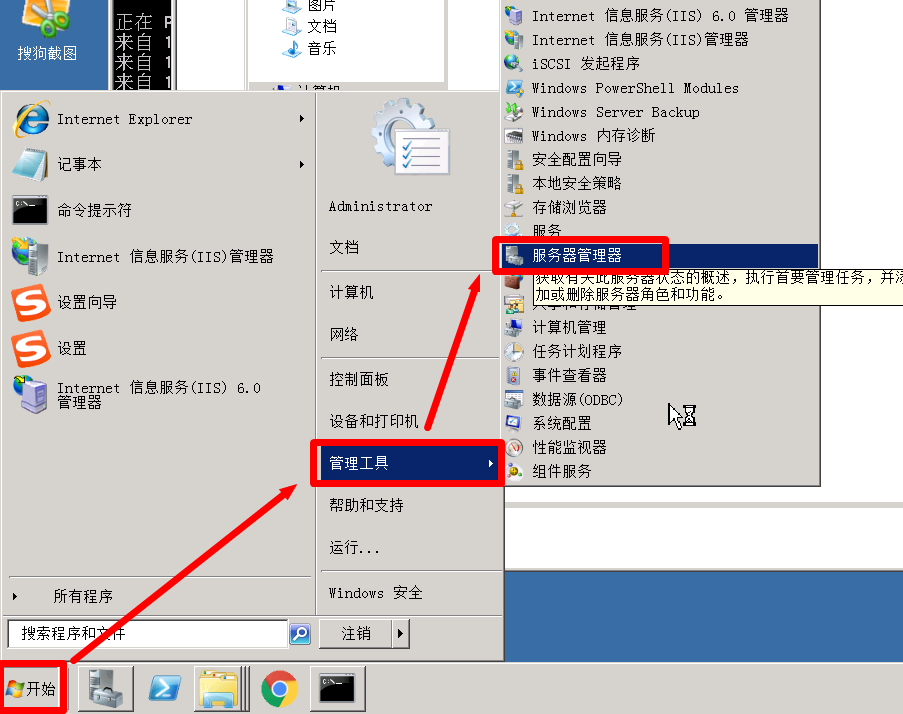 搜狗截图
正在 P
来自 1
来自 1
来自 1
图片
文档
音乐
Internet Explorer
记事本
命令提示符
Internet 信息服务(IIS)管理器
设置向导
设置
Internet 信息服务(IIS) 6.0
管理器
所有程序
搜索程序和文件
Administrator
文档
计算机
网络
控制面板
设备和打印机
管理工具
帮助和支持
运行...
Windows 安全
注销
Internet 信息服务(IIS) 6.0 管理器
Internet 信息服务(IIS)管理器
iSCSI 发起程序
Windows PowerShell Modules
Windows Server Backup
Windows 内存诊断
安全配置向导
本地安全策略
存储浏览器
服务
服务器管理器
获取有关此服务器状态的概述，执行首要管理任务，并添
加或删除服务器角色和功能。
计算机管理
任务计划程序
事件查看器
数据源(ODBC)
系统配置
性能监视器
组件服务
开始